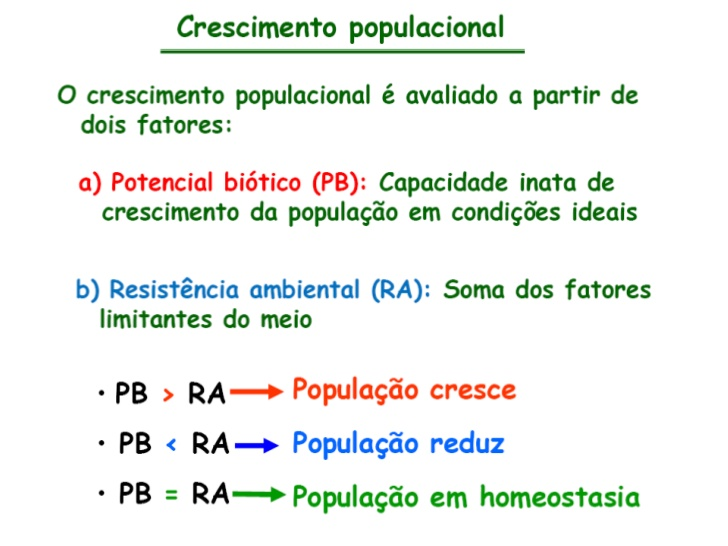 Crescimento populacional
O crescimento populacional é avaliado a partir de
dois fatores:
a) Potencial biótico (PB): Capacidade inata de
crescimento da população em condições ideais
b) Resistência ambiental (RA): Soma dos fatores
limitantes do meio
• PB > RA → População cresce
• PB < RA → População reduz
• PB = RA → População em homeostasia